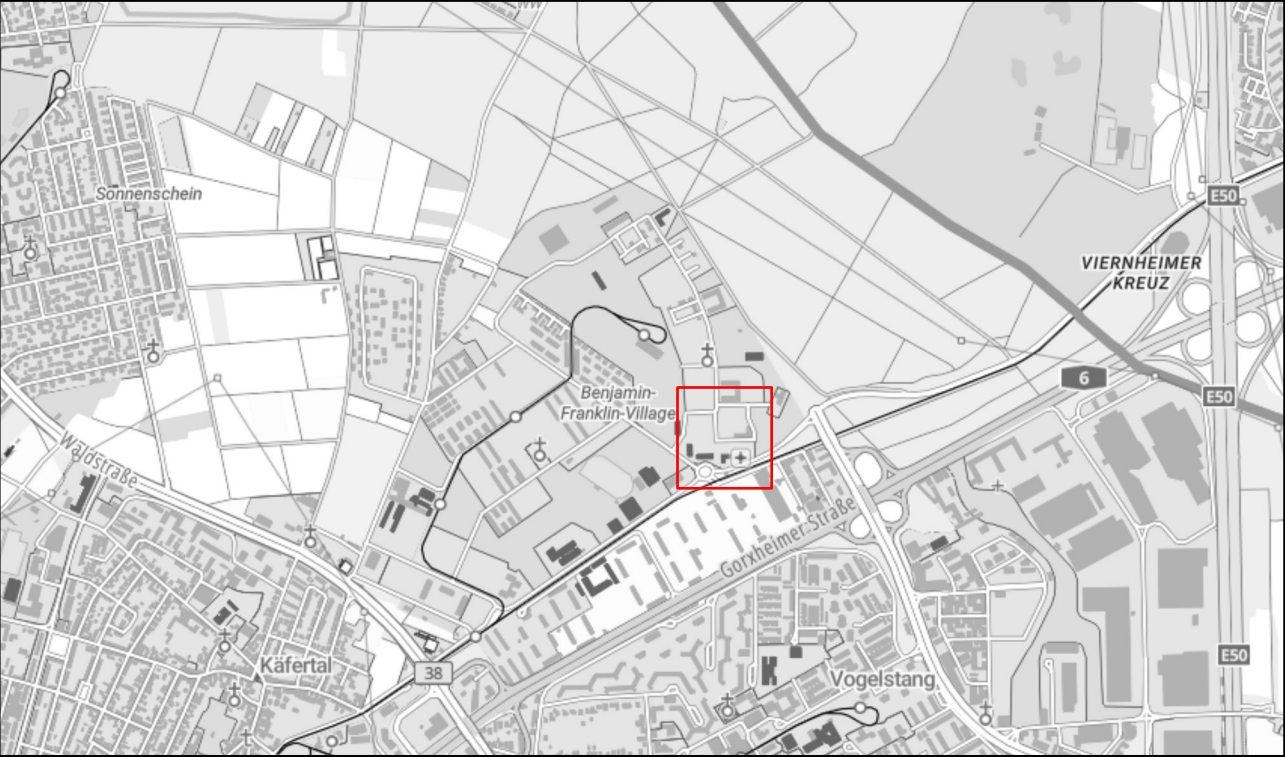 Sonnenschein
E50
VIERNHEIMER
KREUZ
6
E50
Benjamin-
Franklin-Village
Waldstraße
Gorxheimer Straße
E50
Käfertal
38
Vogelstang